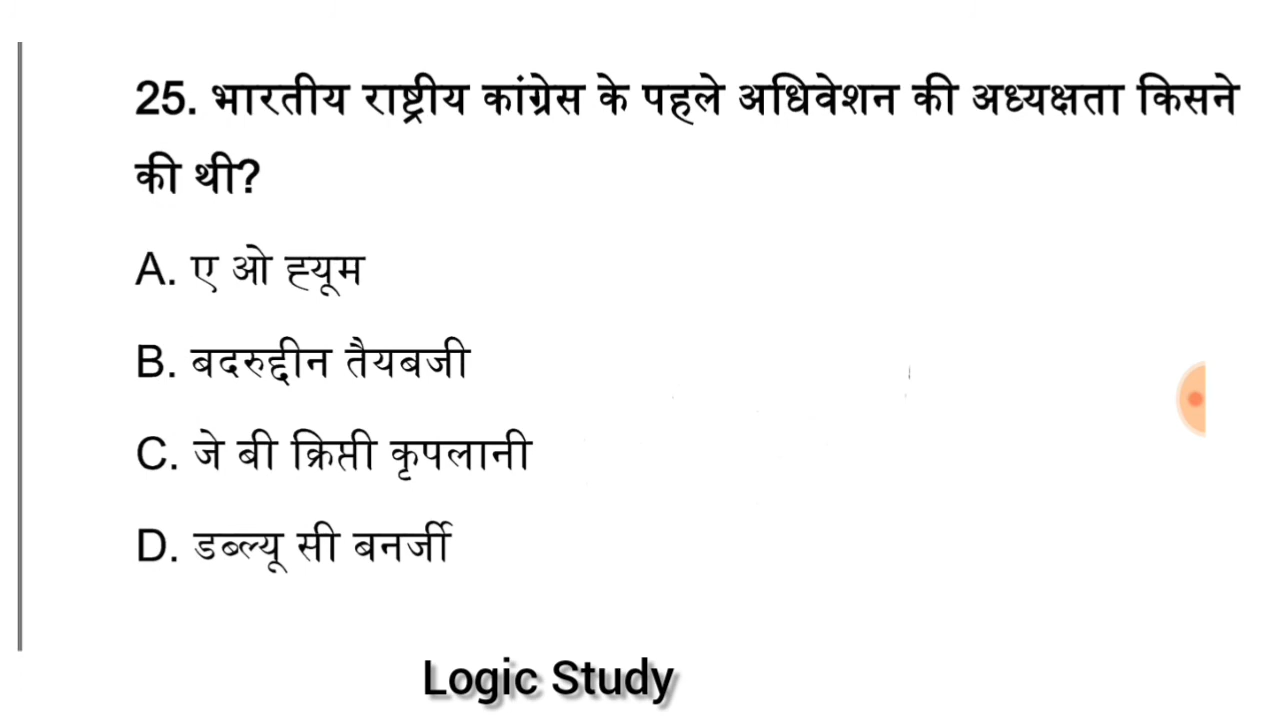 25. भारतीय राष्ट्रीय कांग्रेस के पहले अधिवेशन की अध्यक्षता किसने
की थी?
A. ए ओ ह्यूम
B. बदरुद्दीन तैयबजी
C. जे बी क्रिप्ती कृपलानी
D. डब्ल्यू सी बनर्जी
Logic Study